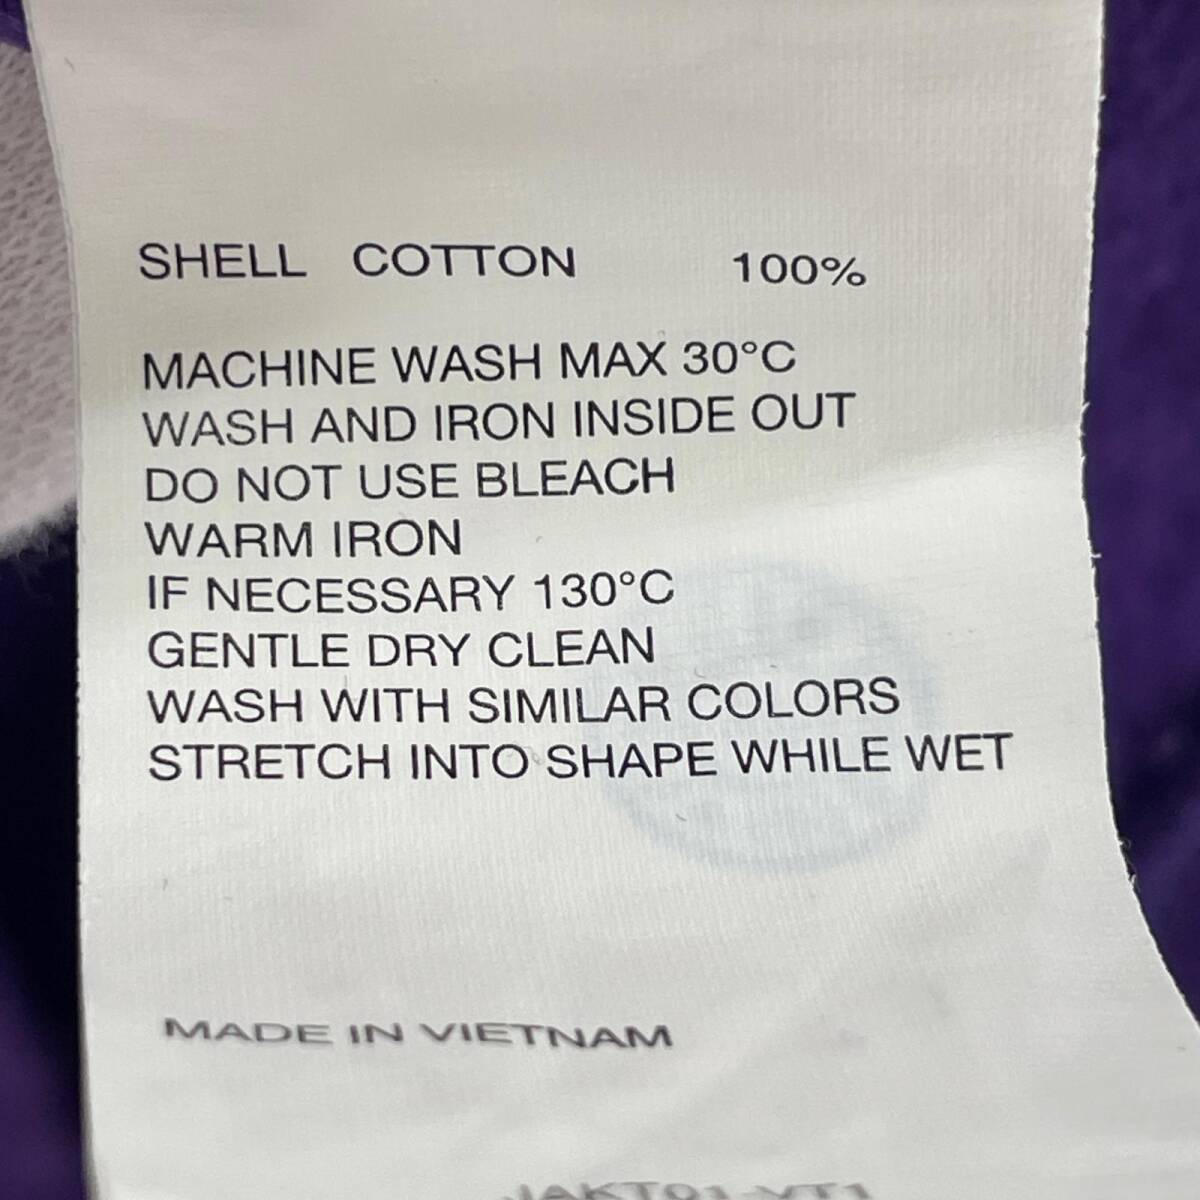 SHELL COTTON 100%
MACHINE WASH MAX 30°C
WASH AND IRON INSIDE OUT
DO NOT USE BLEACH
WARM IRON
IF NECESSARY 130°C
GENTLE DRY CLEAN
WASH WITH SIMILAR COLORS
STRETCH INTO SHAPE WHILE WET
MADE IN VIETNAM